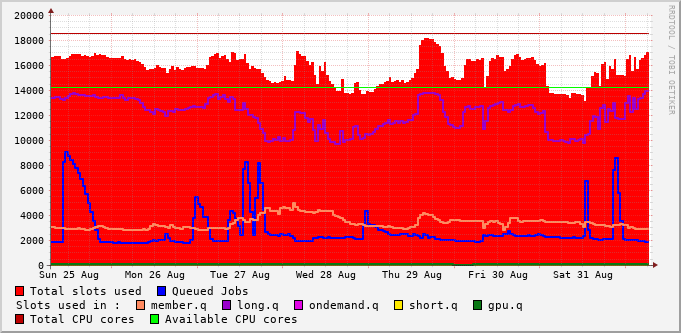 20000
18000
16000
14000
12000
10000
8000
6000
4000
2000
0
Sun 25 Aug Mon 26 Aug Tue 27 Aug Wed 28 Aug Thu 29 Aug Fri 30 Aug Sat 31 Aug
RRDTOOL / TOBI OETIKER
Total slots used Queued Jobs
Slots used in : member.q long.q ondemand.q short.q gpu.q
Total CPU cores Available CPU cores